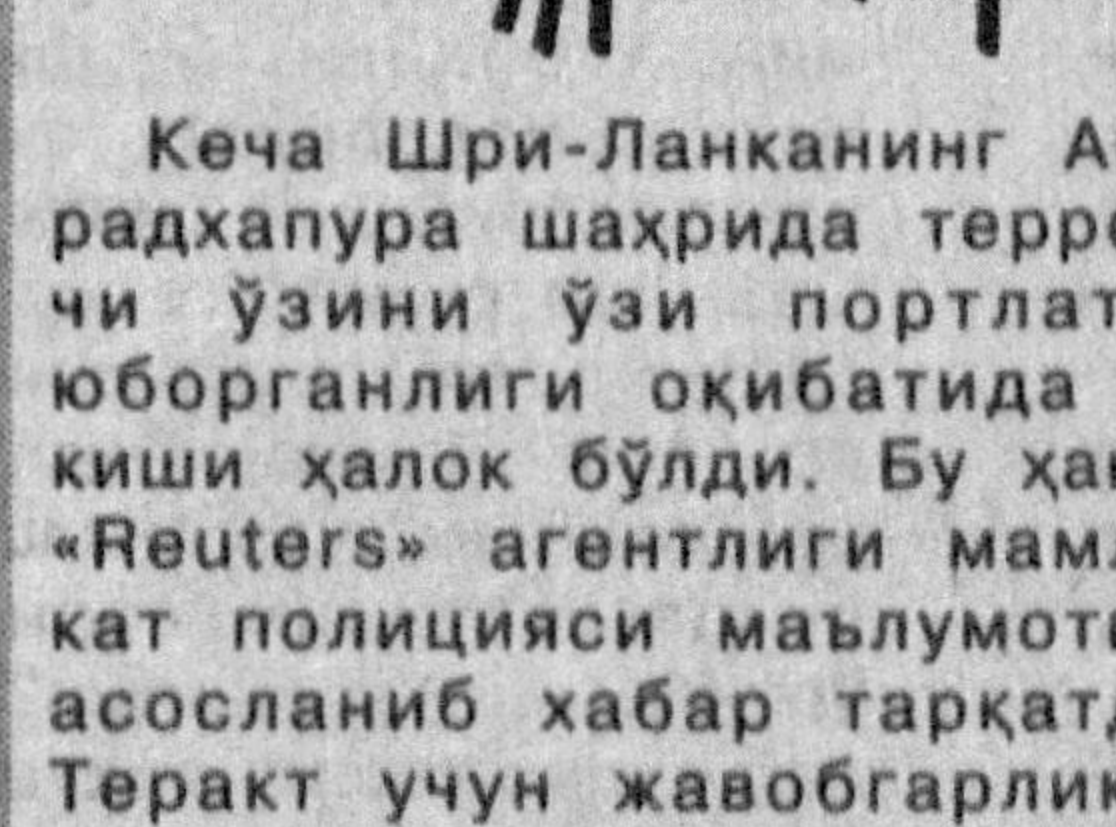 Кеча Шри-Ланканинг
радхапура шаҳрида
чи ўзини ўзи
юборганлиги оқибатида
киши ҳалок бўлди. Бу
«Reuters» агентлиги
кат полицияси
асосланиб хабар
Теракт учун